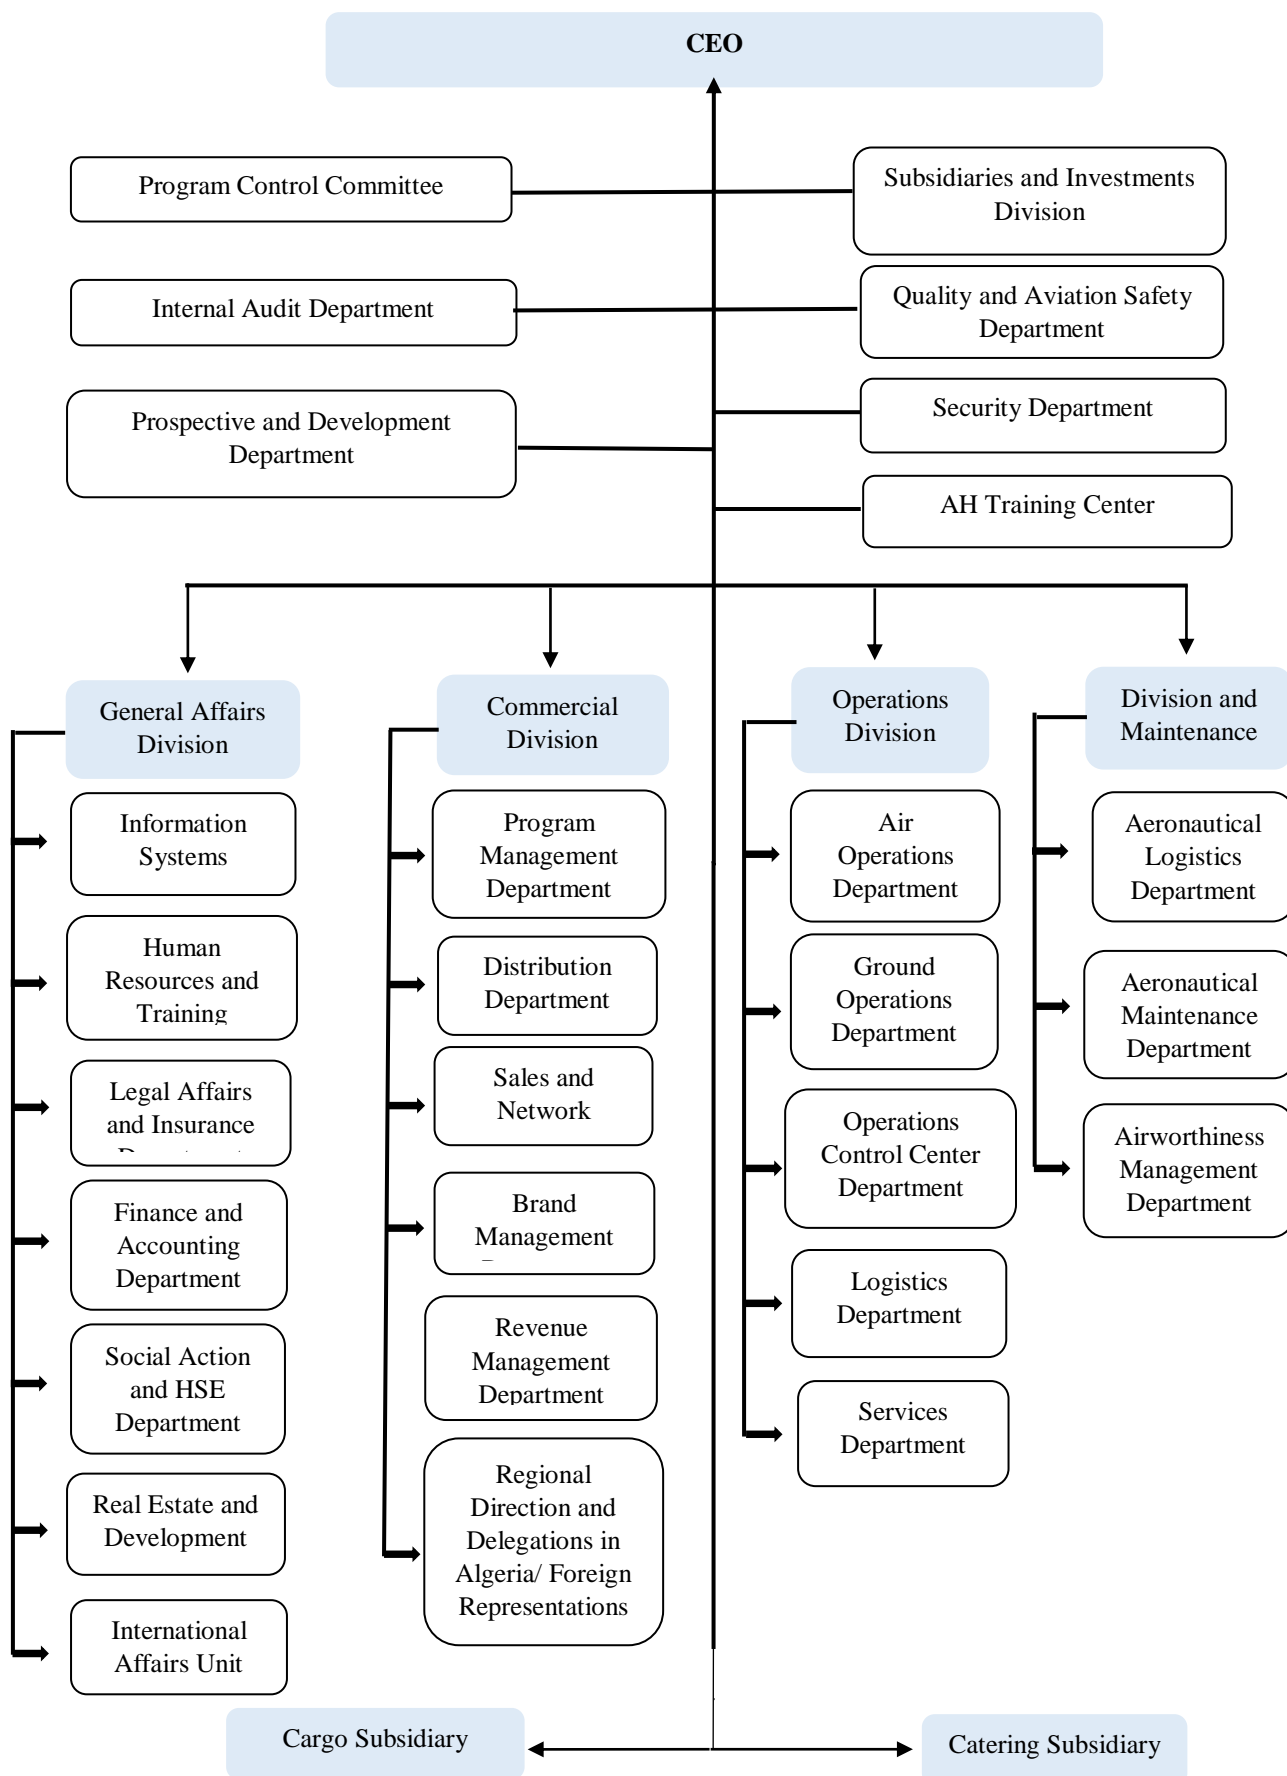 CEO
Program Control Committee
Subsidiaries and Investments
Division
Internal Audit Department
Quality and Aviation Safety
Department
Prospective and Development
Department
Security Department
AH Training Center
General Affairs
Division
Commercial
Division
Operations
Division
Division and
Maintenance
Information
Systems
Human
Resources and
Training
Legal Affairs
and Insurance
Finance and
Accounting
Department
Social Action
and HSE
Department
Real Estate and
Development
International
Affairs Unit
Program
Management
Department
Distribution
Department
Sales and
Network
Brand
Management
Revenue
Management
Department
Regional
Direction and
Delegations in
Algeria/ Foreign
Representations
Air
Operations
Department
Ground
Operations
Department
Operations
Control Center
Department
Logistics
Department
Services
Department
Aeronautical
Logistics
Department
Aeronautical
Maintenance
Department
Airworthiness
Management
Department
Cargo Subsidiary
Catering Subsidiary